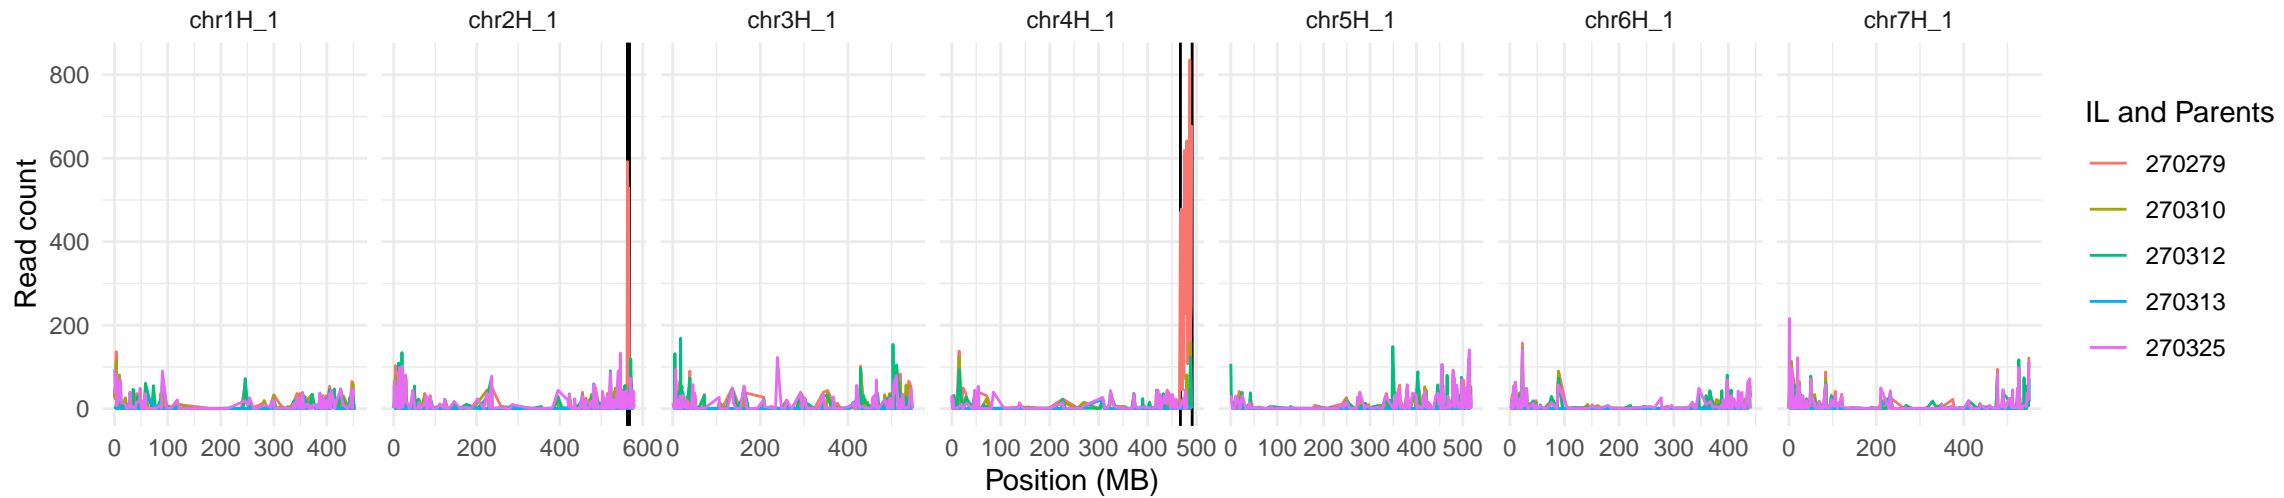 chr1H_1 chr2H_1 chr3H_1 chr4H_1 chr5H_1 chr6H_1 chr7H_1
Read count
800
600
400
200
0
0 100 200 300 400 0 200 400 600 0 200 400 0 100 200 300 400 500 0 100 200 300 400 500 0 100 200 300 400 0 200 400
Position (MB)
IL and Parents
270279
270310
270312
270313
270325